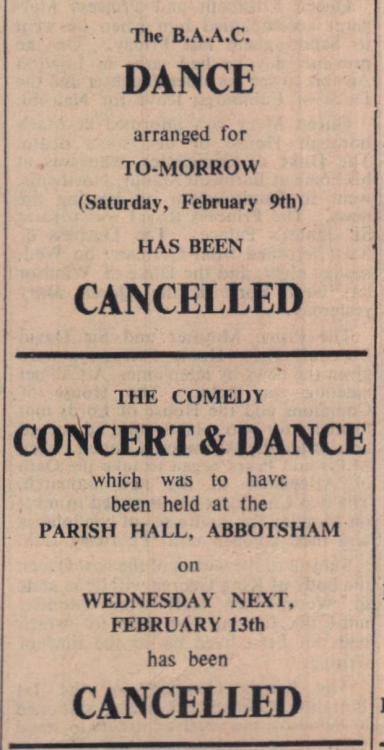 The B.A.A.C.
DANCE
arranged for
TO-MORROW
(Saturday, February 9th)
HAS BEEN
CANCELLED
THE COMEDY
CONCERT & DANCE
which was to have
been held at the
PARISH HALL, ABBOTSHAM
on
WEDNESDAY NEXT,
FEBRUARY 13th
has been
CANCELLED